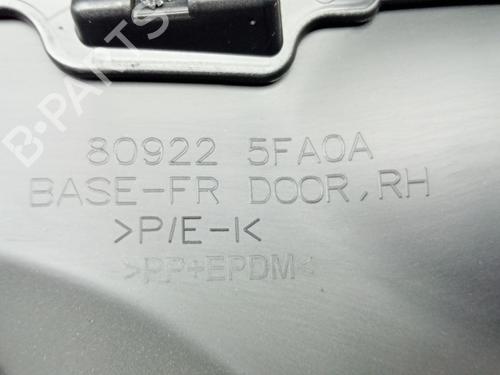 B-PARTS
80922 5FA0A
BASE-FR DOOR, RH
>P/E-I<
>PP+EPDM<